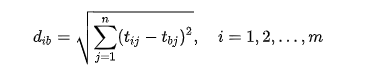 d_{ib} = \sqrt{\sum_{j=1}^{n} (t_{ij} - t_{bj})^2}, \quad i = 1, 2, \ldots, m